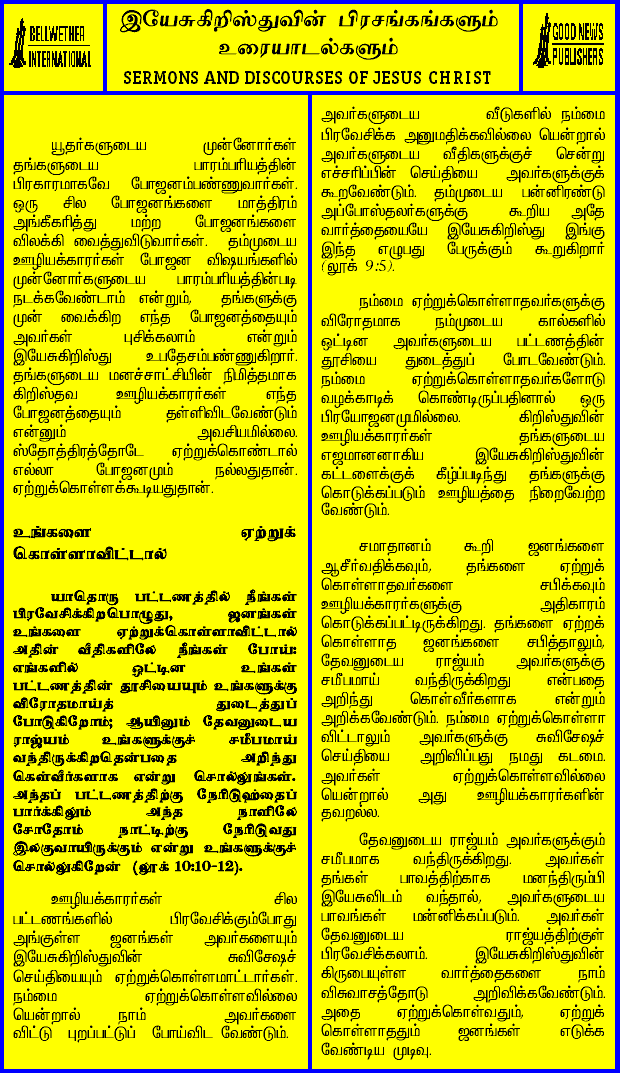 BELLWETHER
INTERNATIONAL
இயேசுகிறிஸ்துவின் பிரசங்கங்களும்
உரையாடல்களும்
SERMONS AND DISCOURSES OF JESUS CHRIST
GOOD NEWS
PUBLISHERS
யூதர்களுடைய முன்னோர்கள்
தங்களுடைய பாரம்பரியத்தின்
பிரகாரமாகவே போஜனம்பண்ணுவார்கள்.
ஒரு சில போஜனங்களை மாத்திரம்
அங்கீகரித்து மற்ற போஜனங்களை
விலக்கி வைத்துவிடுவார்கள். தம்முடைய
ஊழியக்காரர்கள் போஜன விஷயங்களில்
முன்னோர்களுடைய பாரம்பரியத்தின்படி
நடக்கவேண்டாம் என்றும், தங்களுக்கு
முன் வைக்கிற எந்த போஜனத்தையும்
அவர்கள் புசிக்கலாம் என்றும்
இயேசுகிறிஸ்து உபதேசம்பண்ணுகிறார்.
தங்களுடைய மனச்சாட்சியின் நிமித்தமாக
கிறிஸ்தவ ஊழியக்காரர்கள் எந்த
போஜனத்தையும் தள்ளிவிடவேண்டும்
என்னும் அவசியமில்லை.
ஸ்தோத்திரத்தோடே ஏற்றுக்கொண்டால்
எல்லா போஜனமும் நல்லதுதான்.
ஏற்றுக்கொள்ளக்கூடியதுதான்.
உங்களை ஏற்றுக்
கொள்ளாவிட்டால்
யாதொரு பட்டணத்தில் நீங்கள்
பிரவேசிக்கிறபொழுது, ஜனங்கள்
உங்களை ஏற்றுக்கொள்ளாவிட்டால்
அதின் வீதிகளிலே நீங்கள் போய்:
எங்களில் ஒட்டின உங்கள்
பட்டணத்தின் தூசியையும் உங்களுக்கு
விரோதமாய்த் துடைத்துப்
போடுகிறோம்; ஆயினும் தேவனுடைய
ராஜ்யம் உங்களுக்குச் சமீபமாய்
வந்திருக்கிறதென்பதை அறிந்து
கெள்வீர்களாக என்று சொல்லுங்கள்.
அந்தப் பட்டணத்திற்கு நேரிடுஹதைப்
பார்க்கிலும் அந்த நாளிலே
சோதோம் நாட்டிற்கு நேரிடுவது
இலகுவாயிருக்கும் என்று உங்களுக்குச்
சொல்லுகிறேன் (லூக் 10:10-12).
ஊழியக்காரர்கள் சில
பட்டணங்களில் பிரவேசிக்கும்போது
அங்குள்ள ஜனங்கள் அவர்களையும்
இயேசுகிறிஸ்துவின் சுவிசேஷச்
செய்தியையும் ஏற்றுக்கொள்ளமாட்டார்கள்.
நம்மை ஏற்றுக்கொள்ளவில்லை
யென்றால் நாம் அவர்களை
விட்டு புறப்பட்டுப் போய்விட வேண்டும்.
அவர்களுடைய வீடுகளில் நம்மை
பிரவேசிக்க அனுமதிக்கவில்லை யென்றால்
அவர்களுடைய வீதிகளுக்குச் சென்று
எச்சரிப்பின் செய்தியை அவர்களுக்குக்
கூறவேண்டும். தம்முடைய பன்னிரண்டு
அப்போஸ்தலர்களுக்கு கூறிய அதே
வார்த்தையையே இயேசுகிறிஸ்து இங்கு
இந்த எழுபது பேருக்கும் கூறுகிறார்
(லூக் 9:5).
நம்மை ஏற்றுக்கொள்ளாதவர்களுக்கு
விரோதமாக நம்முடைய கால்களில்
ஒட்டின அவர்களுடைய பட்டணத்தின்
தூசியை துடைத்துப் போடவேண்டும்.
நம்மை ஏற்றுக்கொள்ளாதவர்களோடு
வழக்காடிக் கொண்டிருப்பதினால் ஒரு
பிரயோஜனமுமில்லை. கிறிஸ்துவின்
ஊழியக்காரர்கள் தங்களுடைய
எஜமானனாகிய இயேசுகிறிஸ்துவின்
கட்டளைக்குக் கீழ்ப்படிந்து தங்களுக்கு
கொடுக்கப்படும் ஊழியத்தை நிறைவேற்ற
வேண்டும்.
சமாதானம் கூறி ஜனங்களை
ஆசீர்வதிக்கவும், தங்களை ஏற்றுக்
கொள்ளாதவர்களை சபிக்கவும்
ஊழியக்காரர்களுக்கு அதிகாரம்
கொடுக்கப்பட்டிருக்கிறது. தங்களை ஏற்றக்
கொள்ளாத ஜனங்களை சபித்தாலும்,
தேவனுடைய ராஜ்யம் அவர்களுக்கு
சமீபமாய் வந்திருக்கிறது என்பதை
அறிந்து கொள்வீர்களாக என்றும்
அறிக்கவேண்டும். நம்மை ஏற்றுக்கொள்ளா
விட்டாலும் அவர்களுக்கு சுவிசேஷச்
செய்தியை அறிவிப்பது நமது கடமை.
அவர்கள் ஏற்றுக்கொள்ளவில்லை
யென்றால் அது ஊழியக்காரர்களின்
தவறல்ல.
தேவனுடைய ராஜ்யம் அவர்களுக்கும்
சமீபமாக வந்திருக்கிறது. அவர்கள்
தங்கள் பாவத்திற்காக மனந்திரும்பி
இயேசுவிடம் வந்தால், அவர்களுடைய
பாவங்கள் மன்னிக்கப்படும். அவர்கள்
தேவனுடைய ராஜ்யத்திற்குள்
பிரவேசிக்கலாம். இயேசுகிறிஸ்துவின்
கிருபையுள்ள வார்த்தைகளை நாம்
விசுவாசத்தோடு அறிவிக்கவேண்டும்.
அதை ஏற்றுக்கொள்வதும், ஏற்றுக்
கொள்ளாததும் ஜனங்கள் எடுக்க
வேண்டிய முடிவு.